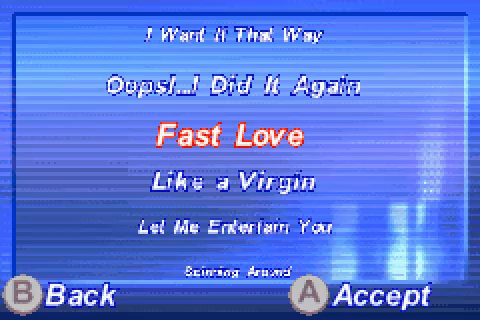 I Want It That Way
Oops!...I Did It Again
Fast Love
Like a Virgin
Let Me Entertain You
Spinning Around
B Back
A Accept